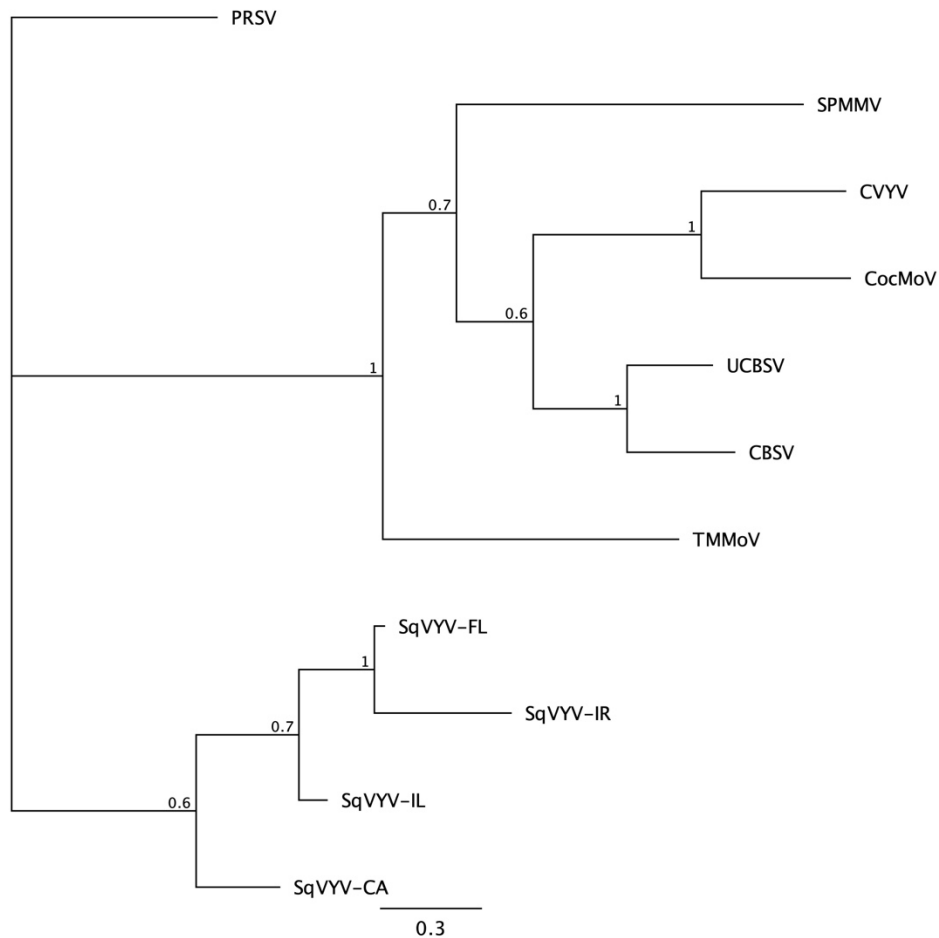 PRSV
SPMMV
0.7
CVYV
1
CocMoV
0.6
UCBSV
1
1
CBSV
TMMoV
SqVYV-FL
1
SqVYV-IR
0.7
SqVYV-IL
0.6
SqVYV-CA
0.3